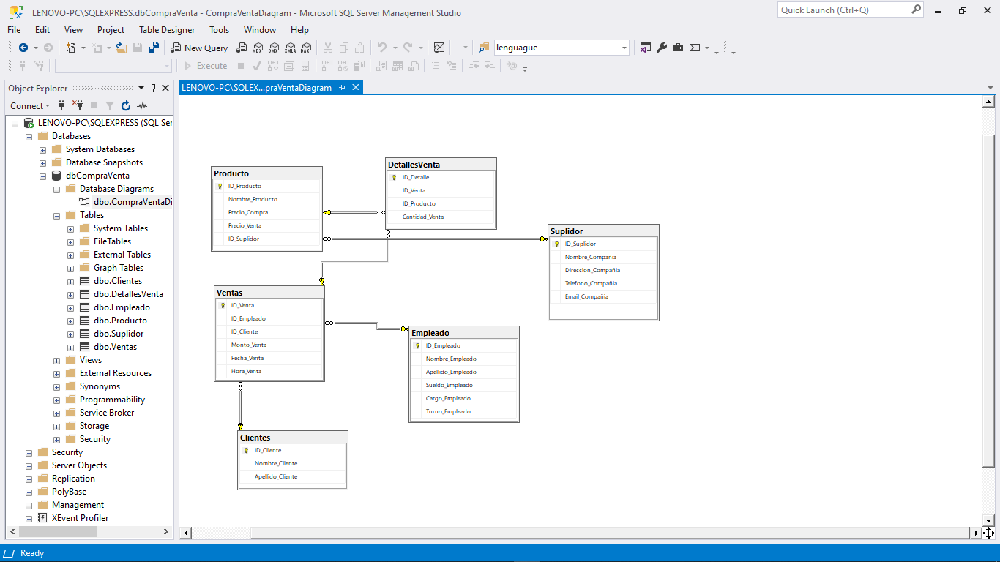 LENOVO-PC\SQLEXPRESS.dbCompraVenta - CompraVentaDiagram - Microsoft SQL Server Management Studio
Quick Launch (Ctrl+Q)
File Edit View Project Table Designer Tools Window Help
New Query
MDX DMX XMLA DAX
lenguague
Execute
Object Explorer
Connect
LENOVO-PC\SQLEXPRESS (SQL Ser
Databases
System Databases
Database Snapshots
dbCompraVenta
Database Diagrams
dbo.CompraVentaDi
Tables
System Tables
FileTables
External Tables
Graph Tables
dbo.Clientes
dbo.DetallesVenta
dbo.Empleado
dbo.Producto
dbo.Suplidor
dbo.Ventas
Views
External Resources
Synonyms
Programmability
Service Broker
Storage
Security
Security
Server Objects
Replication
PolyBase
Management
XEvent Profiler
LENOVO-PC\SQLEX...praVentaDiagram
Producto
ID_Producto
Nombre_Producto
Precio_Compra
Precio_Venta
ID_Suplidor
DetallesVenta
ID_Detalle
ID_Venta
ID_Producto
Cantidad_Venta
Suplidor
ID_Suplidor
Nombre_Compañia
Direccion_Compañia
Telefono_Compañia
Email_Compañia
Ventas
ID_Venta
ID_Empleado
ID_Cliente
Monto_Venta
Fecha_Venta
Hora_Venta
Empleado
ID_Empleado
Nombre_Empleado
Apellido_Empleado
Sueldo_Empleado
Cargo_Empleado
Turno_Empleado
Clientes
ID_Cliente
Nombre_Cliente
Apellido_Cliente
Ready